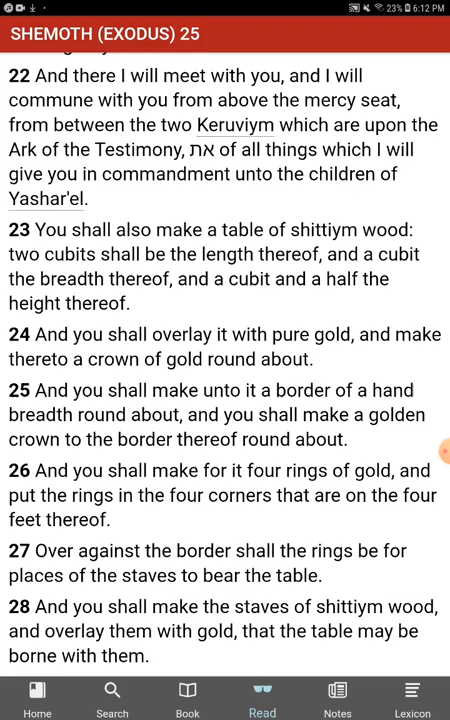 23% 6:12 PM
SHEMOTH (EXODUS) 25
22 And there I will meet with you, and I will
commune with you from above the mercy seat,
from between the two Keruviym which are upon the
Ark of the Testimony, את of all things which I will
give you in commandment unto the children of
Yashar'el.
23 You shall also make a table of shittiym wood:
two cubits shall be the length thereof, and a cubit
the breadth thereof, and a cubit and a half the
height thereof.
24 And you shall overlay it with pure gold, and make
thereto a crown of gold round about.
25 And you shall make unto it a border of a hand
breadth round about, and you shall make a golden
crown to the border thereof round about.
26 And you shall make for it four rings of gold, and
put the rings in the four corners that are on the four
feet thereof.
27 Over against the border shall the rings be for
places of the staves to bear the table.
28 And you shall make the staves of shittiym wood,
and overlay them with gold, that the table may be
borne with them.
Home Search Book Read Notes Lexicon